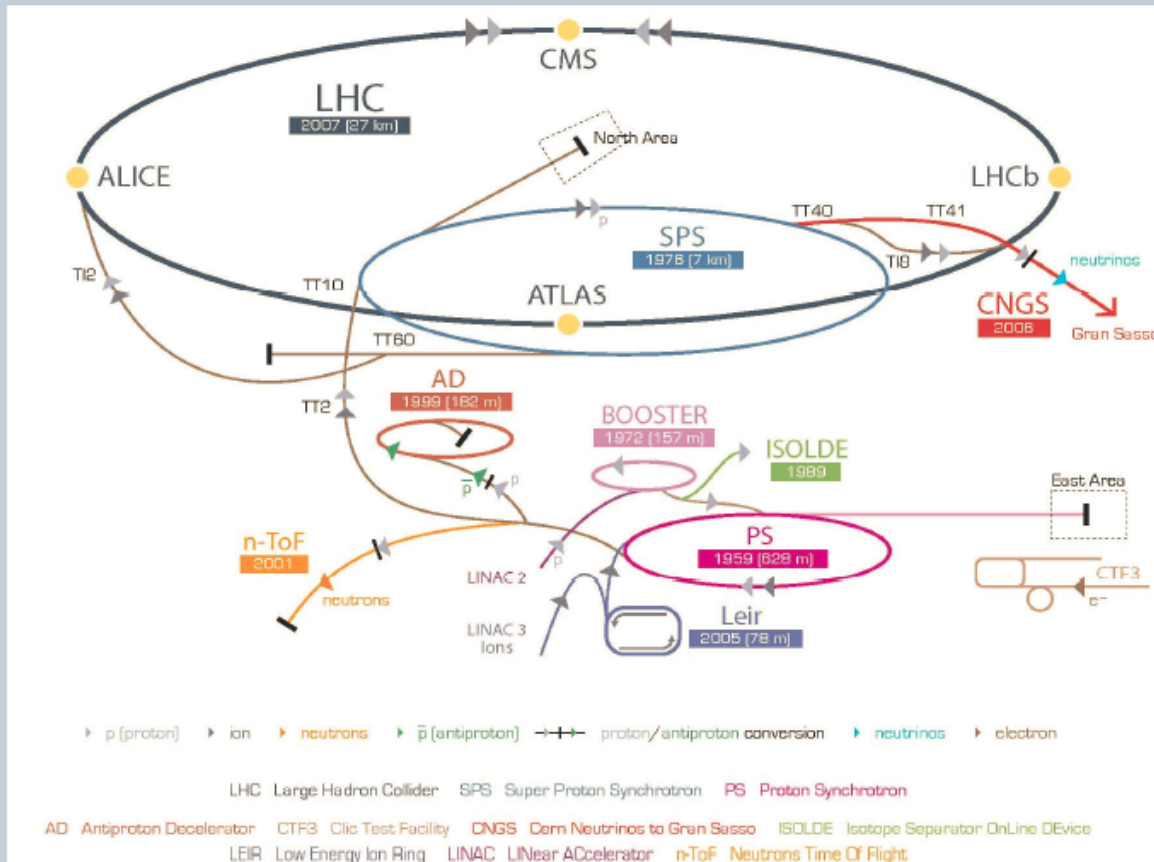 CMS
LHC
2007 (27 km)
North Area
ALICE
LHCb
TT40
TT41
p
SPS
1976 (7 km)
TI8
neutrinos
TI2
TT10
ATLAS
CNGS
2006
Gran Sasso
TT60
AD
1999 (182 m)
TT2
BOOSTER
1972 (157 m)
ISOLDE
1989
p̅
p
East Area
n-ToF
2001
PS
1959 (628 m)
p
LINAC 2
CTF3
e-
neutrons
Leir
2005 (78 m)
LINAC 3
Ions
p (proton) ion neutrons p̅ (antiproton) proton/antiproton conversion neutrinos electron
LHC Large Hadron Collider SPS Super Proton Synchrotron PS Proton Synchrotron
AD Antiproton Decelerator CTF3 Clic Test Facility CNGS Cern Neutrinos to Gran Sasso ISOLDE Isotope Separator OnLine DEvice
LEIR Low Energy Ion Ring LINAC LINear ACcelerator n-ToF Neutrons Time Of Flight